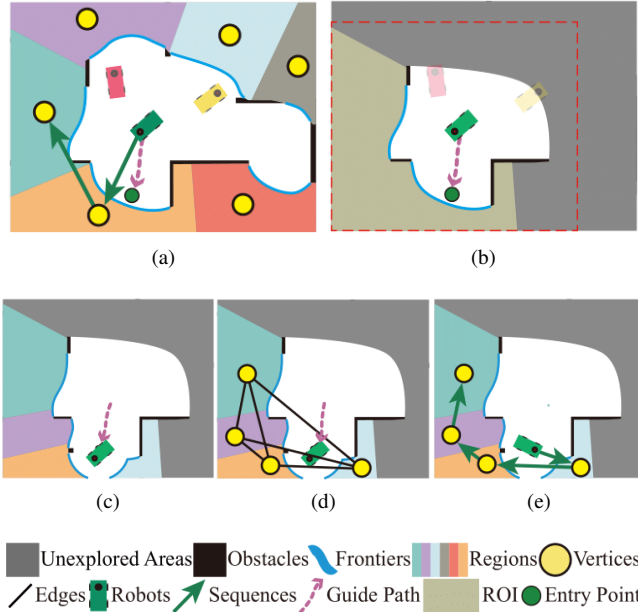 (a) (b)
(c) (d) (e)
Unexplored Areas Obstacles Frontiers Regions Vertices
Edges Robots Sequences Guide Path ROI Entry Point